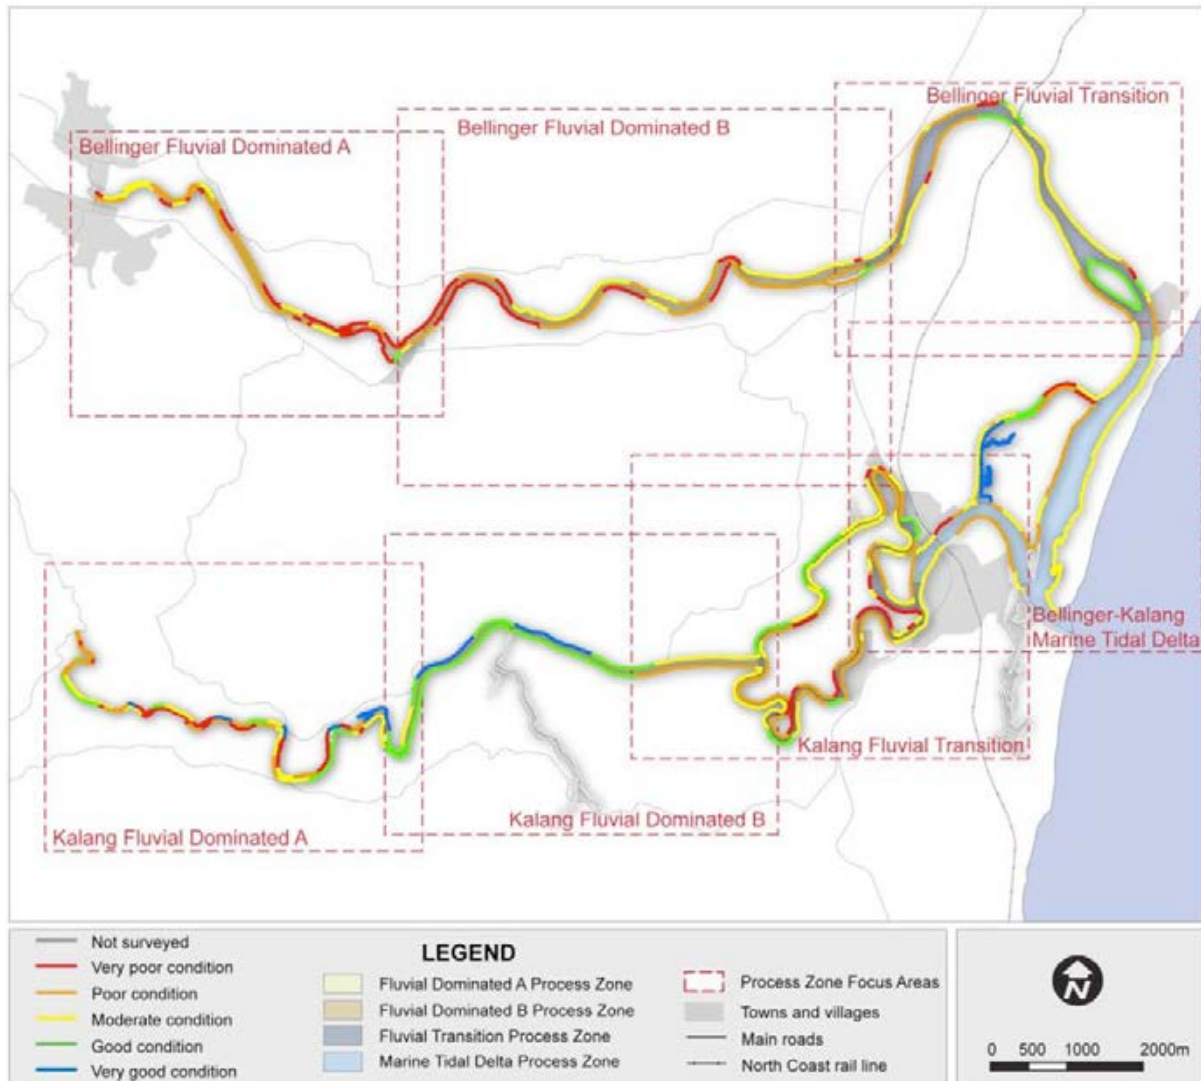 Bellinger Fluvial Transition
Bellinger Fluvial Dominated B
Bellinger Fluvial Dominated A
Bellinger-Kalang
Marine Tidal Delta
Kalang Fluvial Transition
Kalang Fluvial Dominated B
Kalang Fluvial Dominated A
LEGEND
Not surveyed
Very poor condition
Poor condition
Moderate condition
Good condition
Very good condition
Fluvial Dominated A Process Zone
Fluvial Dominated B Process Zone
Fluvial Transition Process Zone
Marine Tidal Delta Process Zone
Process Zone Focus Areas
Towns and villages
Main roads
North Coast rail line
N
0 500 1000 2000m